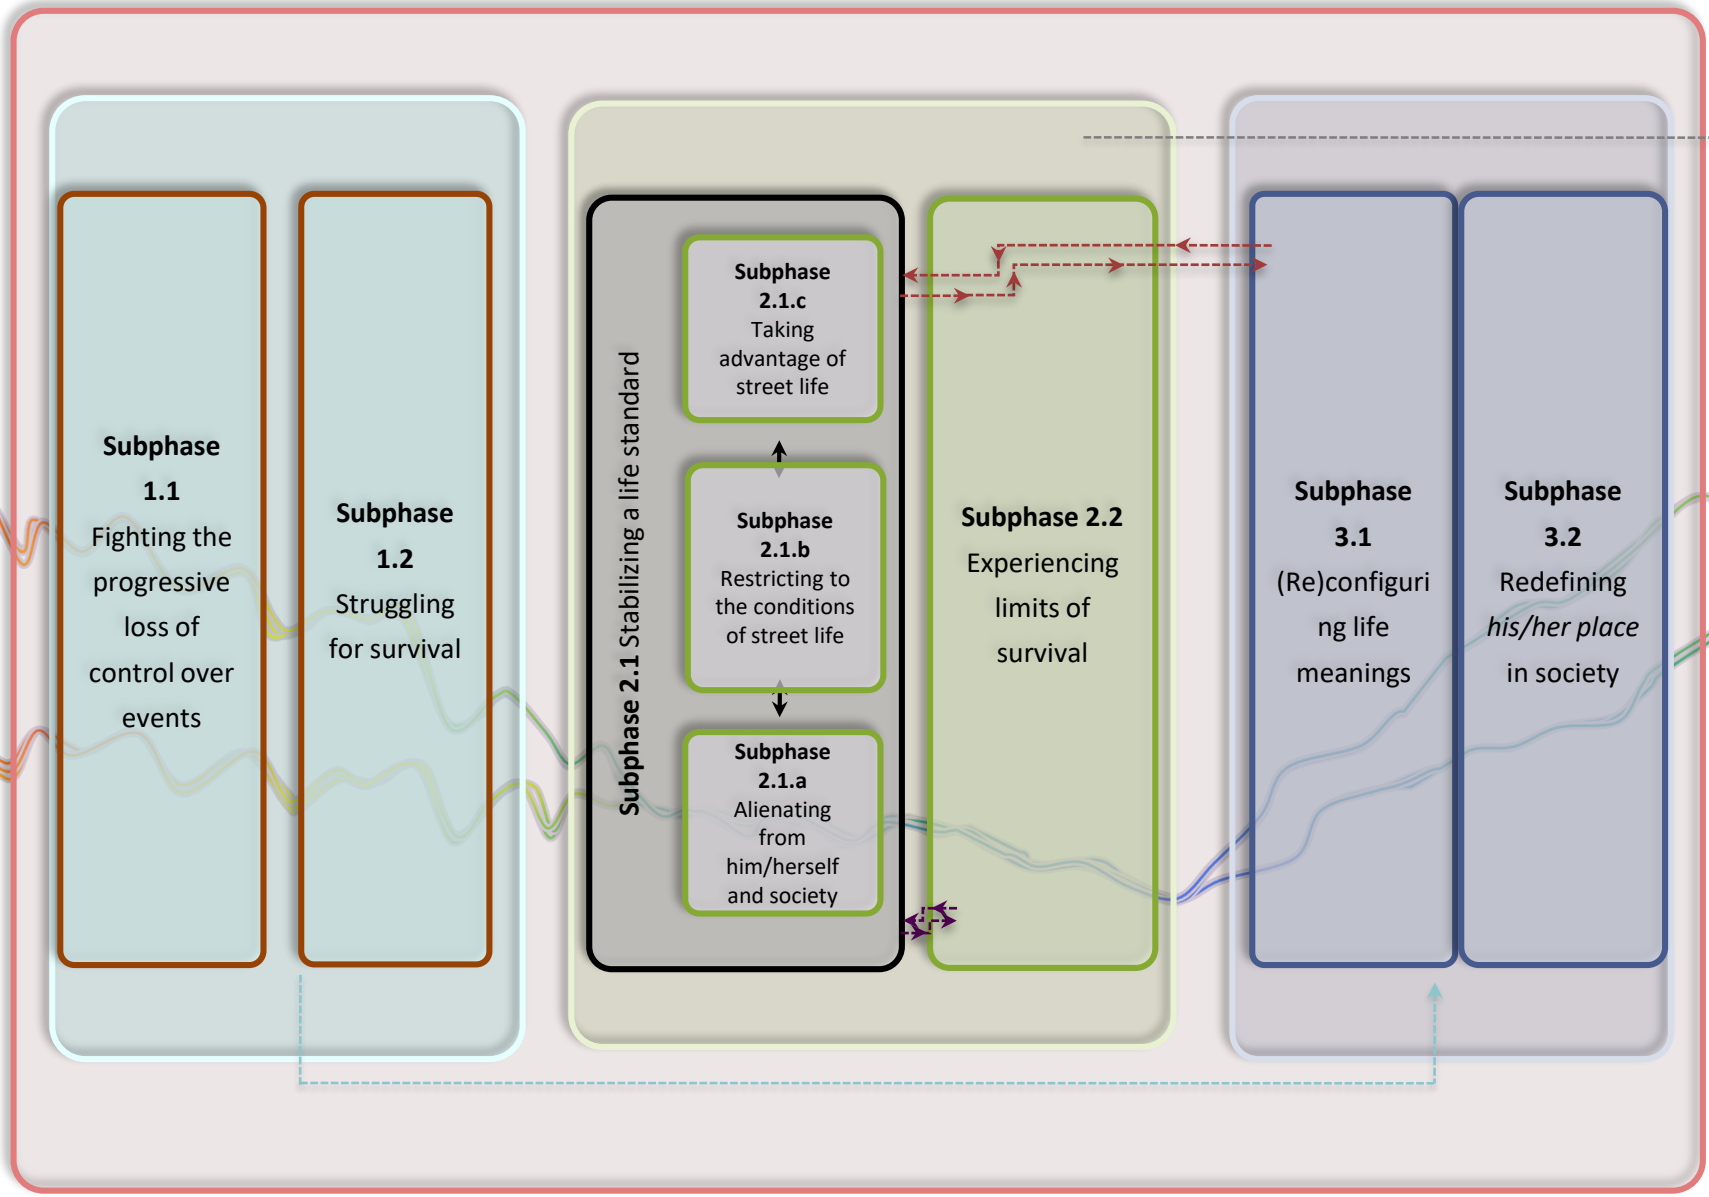 Subphase
1.1
Fighting the
progressive
loss of
control over
events
Subphase
1.2
Struggling
for survival
Subphase 2.1 Stabilizing a life standard
Subphase
2.1.c
Taking
advantage of
street life
Subphase
2.1.b
Restricting to
the conditions
of street life
Subphase
2.1.a
Alienating
from
him/herself
and society
Subphase 2.2
Experiencing
limits of
survival
Subphase
3.1
(Re)configuri
ng life
meanings
Subphase
3.2
Redefining
his/her place
in society